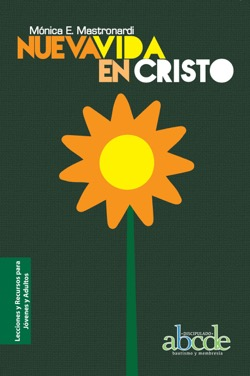 Mónica E. Mastronardi
NUEVA VIDA
EN CRISTO
Lecciones y Recursos para
Jóvenes y Adultos
DISCIPULADO
abcde
bautismo y membresía